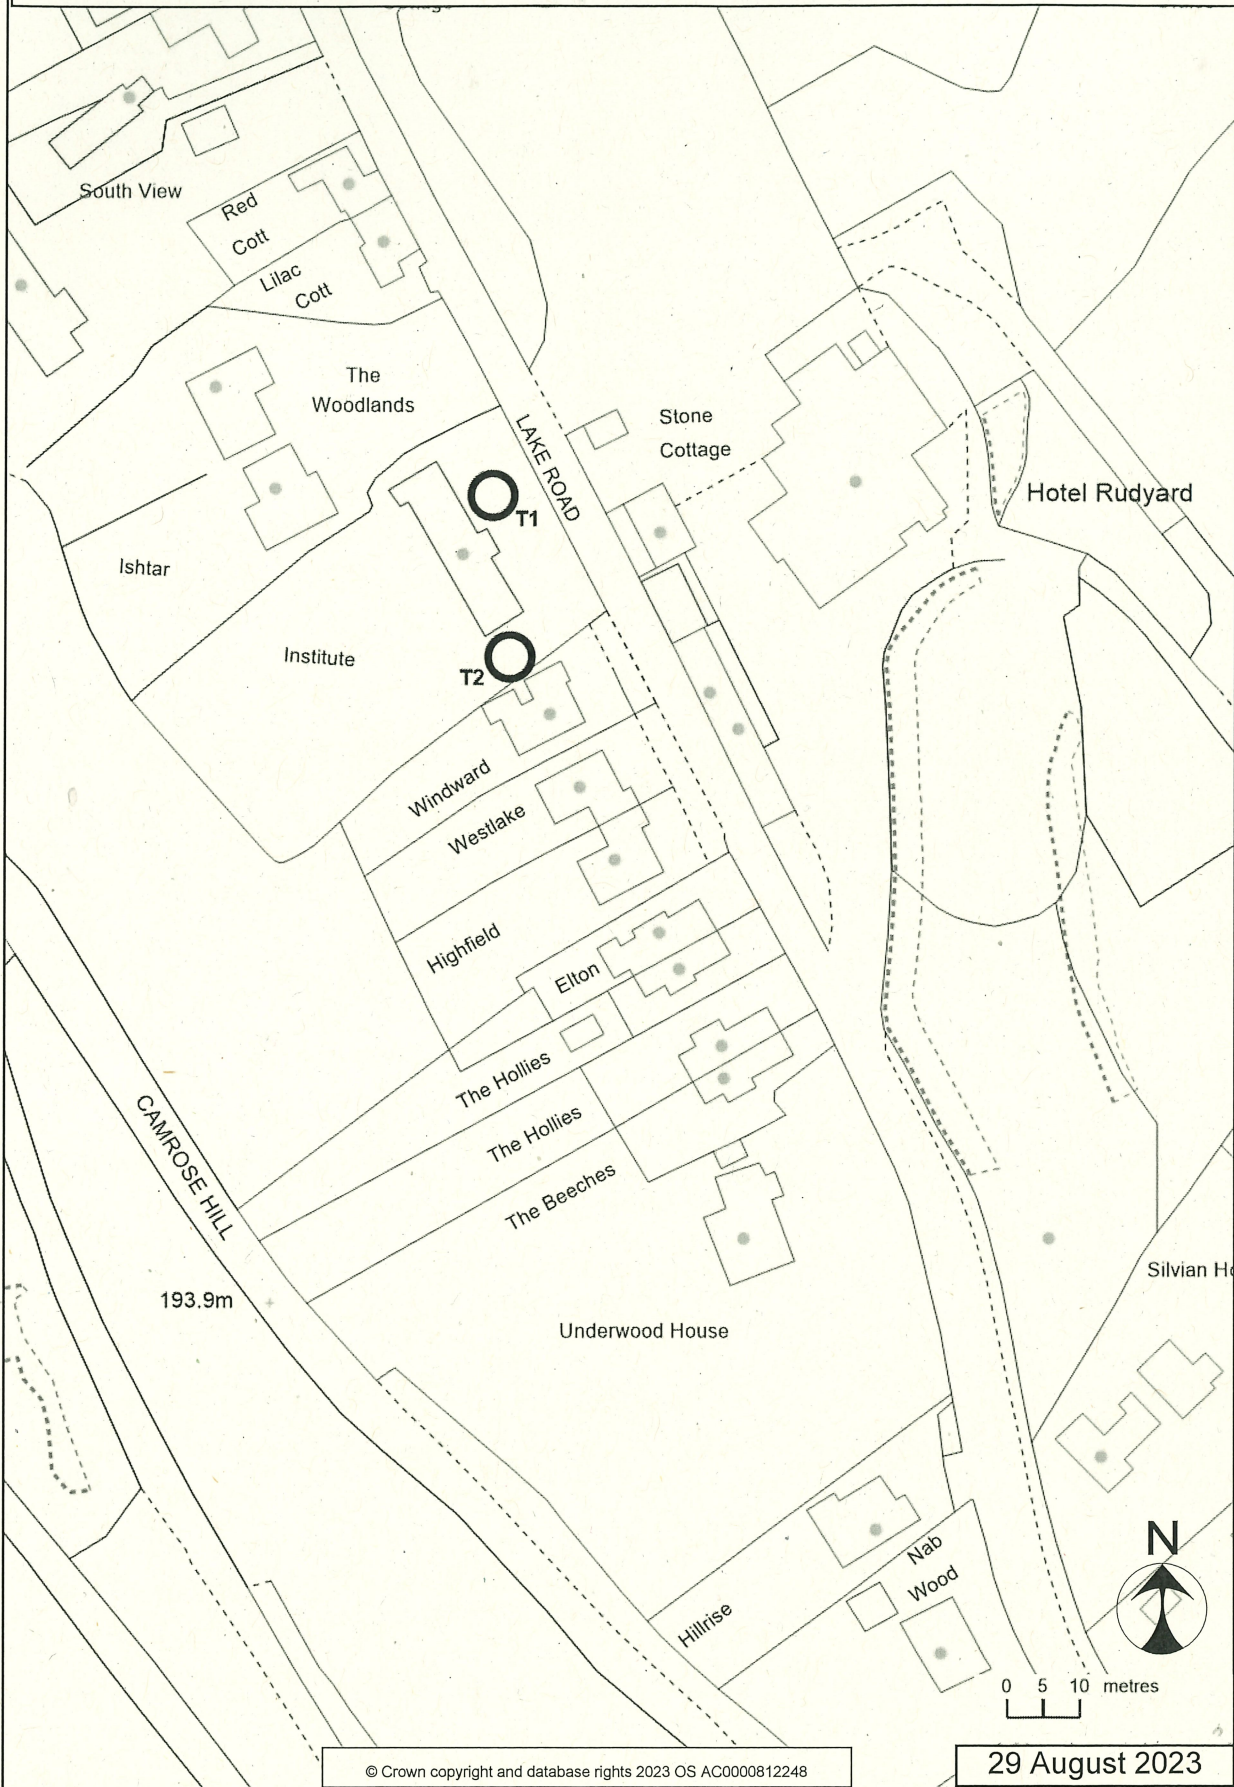 South View
Red
Cott
Lilac
Cott
The
Woodlands
LAKE ROAD
Stone
Cottage
Hotel Rudyard
T1
Ishtar
Institute
T2
Windward
Westlake
Highfield
Elton
The Hollies
The Hollies
The Beeches
CAMROSE HILL
193.9m
Underwood House
Silvian
Nab
Wood
Hillrise
N
0 5 10 metres
© Crown copyright and database rights 2023 OS AC0000812248
29 August 2023